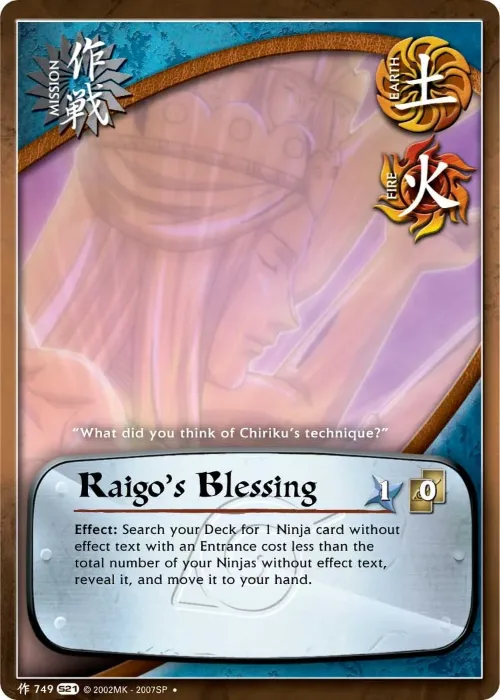 MISSION
作戦
EARTH
土
FIRE
火
"What did you think of Chiriku's technique?"
Raigo's Blessing
1 0
Effect: Search your Deck for 1 Ninja card without
effect text with an Entrance cost less than the
total number of your Ninjas without effect text,
reveal it, and move it to your hand.
作 749 S21 © 2002MK - 2007SP •